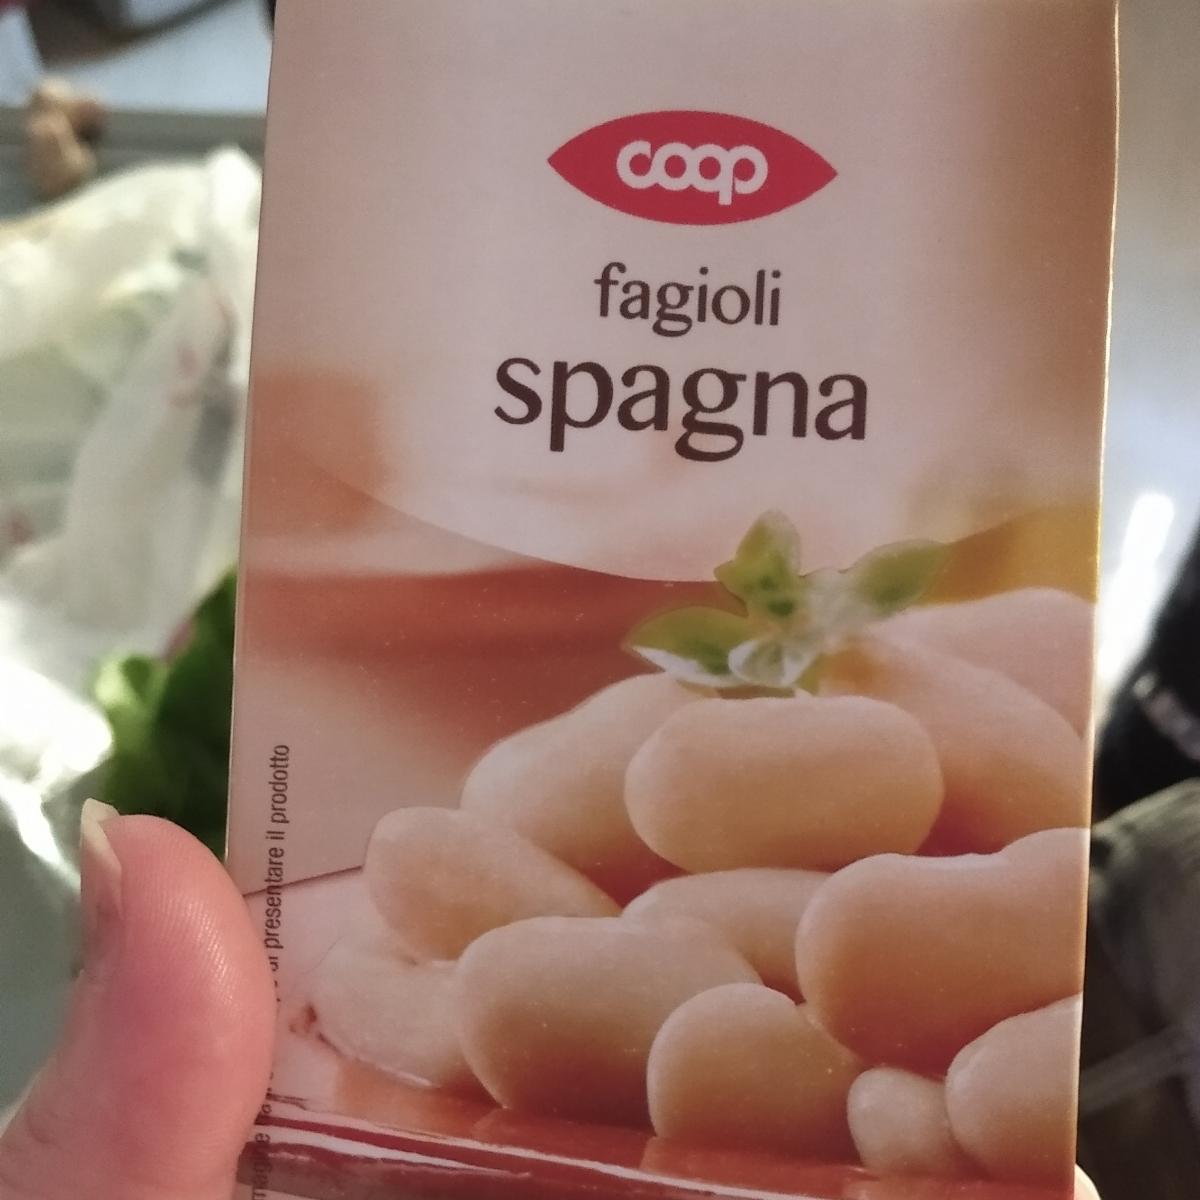 coop
fagioli
spagna
presentare il prodotto